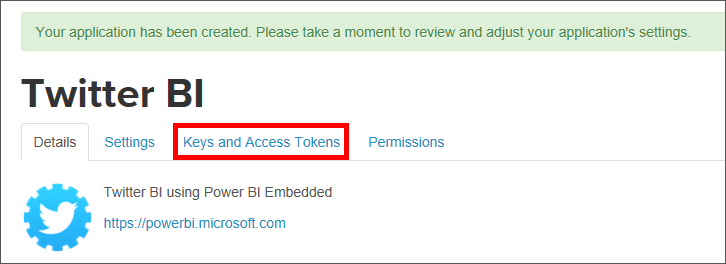 Your application has been created. Please take a moment to review and adjust your application's settings.
Twitter BI
Details Settings Keys and Access Tokens Permissions
Twitter BI using Power BI Embedded
https://powerbi.microsoft.com